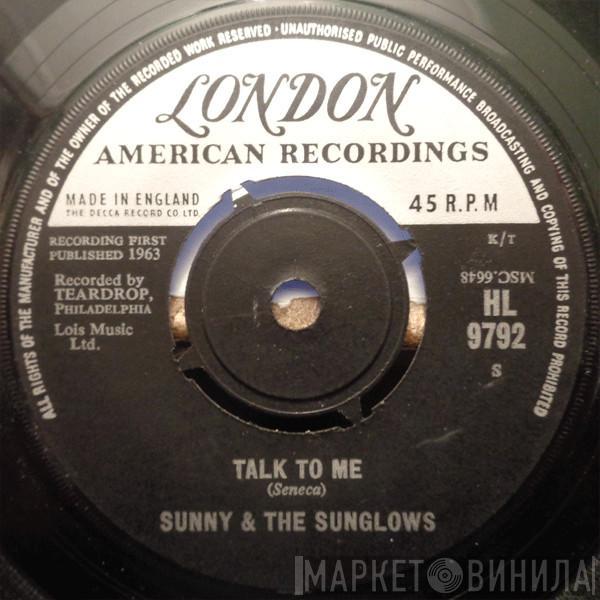 ALL RIGHTS OF THE MANUFACTURER AND OF THE OWNER OF THE RECORDED WORK RESERVED · UNAUTHORISED PUBLIC PERFORMANCE BROADCASTING AND COPYING OF THIS RECORD PROHIBITED
LONDON
AMERICAN RECORDINGS
MADE IN ENGLAND
THE DECCA RECORD CO LTD.
45 R.P.M
RECORDING FIRST
PUBLISHED 1963
K/T
Recorded by
TEARDROP,
PHILADELPHIA
Lois Music
Ltd.
MSC.6648
HL
9792
S
TALK TO ME
(Seneca)
SUNNY & THE SUNGLOWS
МАРКЕТ ВИНИЛА